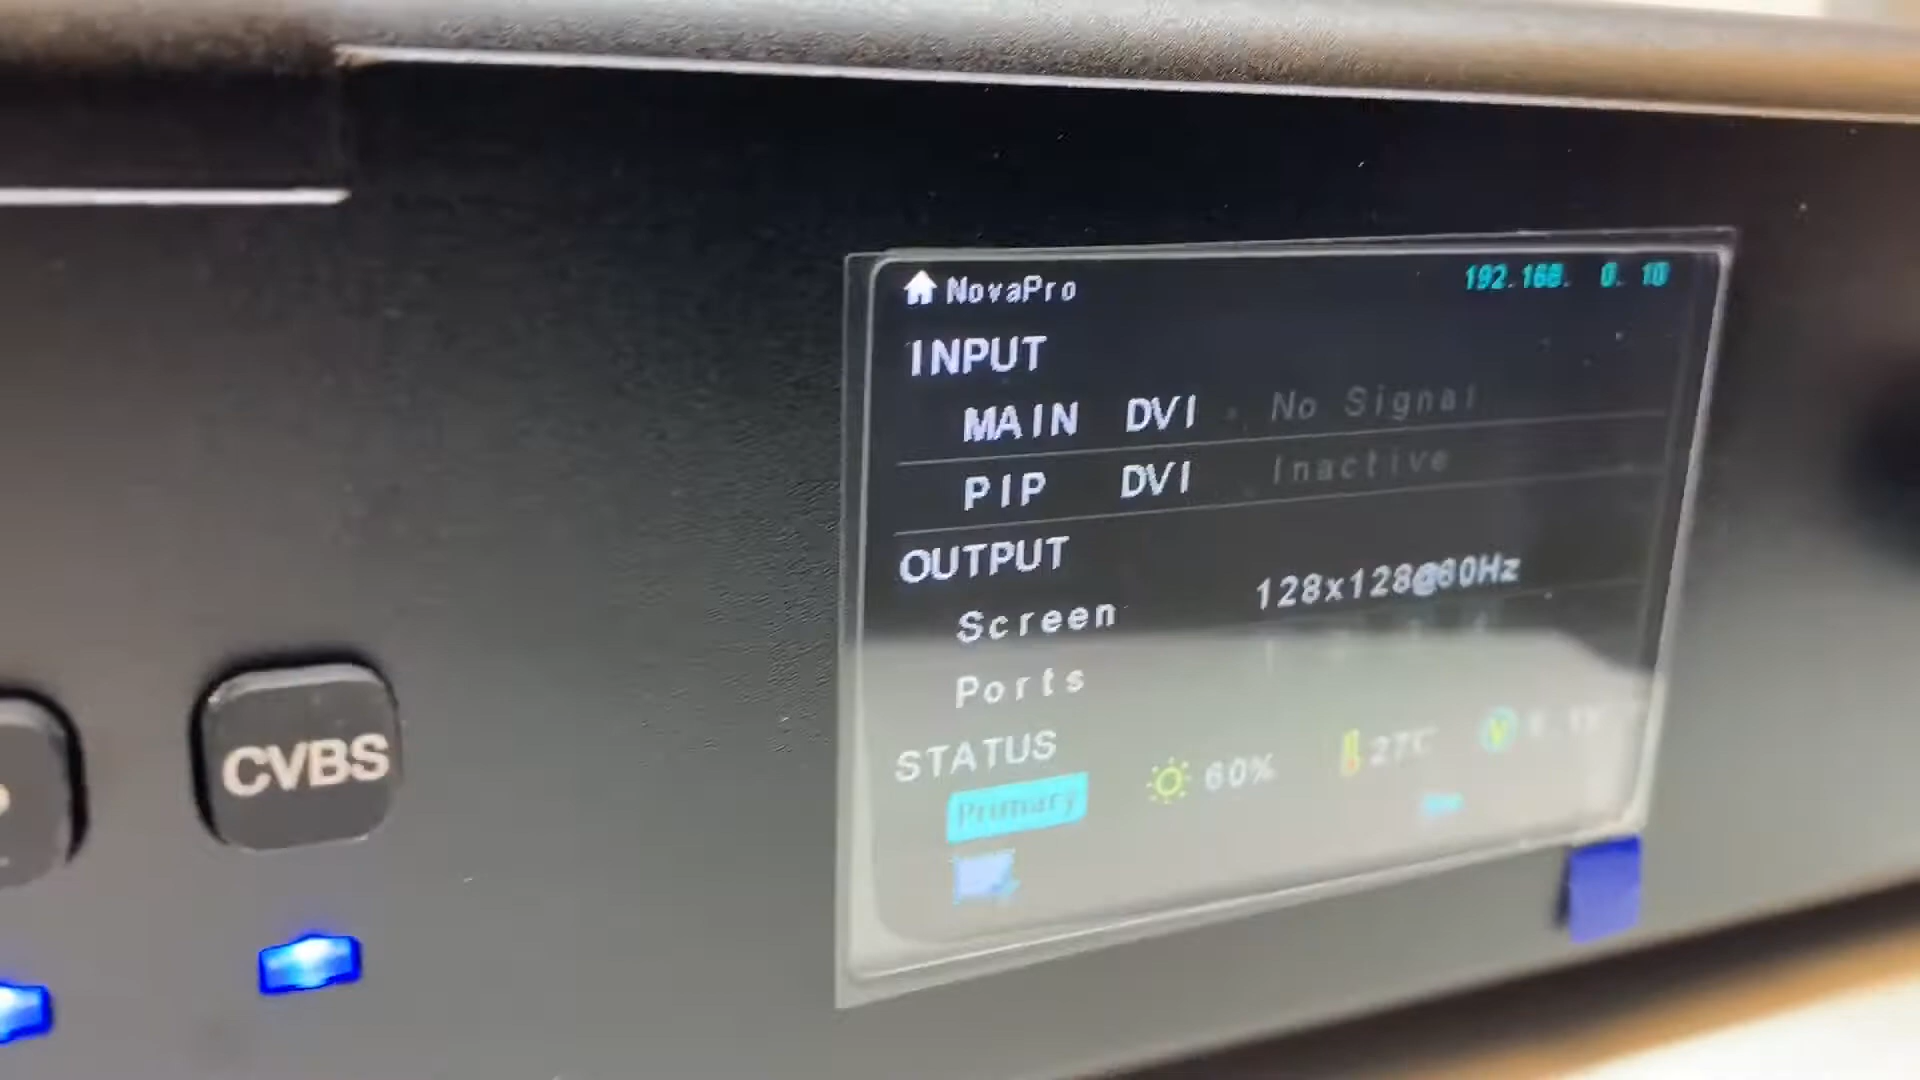 NovaPro 192.168. 0. 10
INPUT
MAIN DVI No Signal
PIP DVI Inactive
OUTPUT
Screen 128x128@60Hz
Ports
STATUS 60% 27C
Primary
CVBS